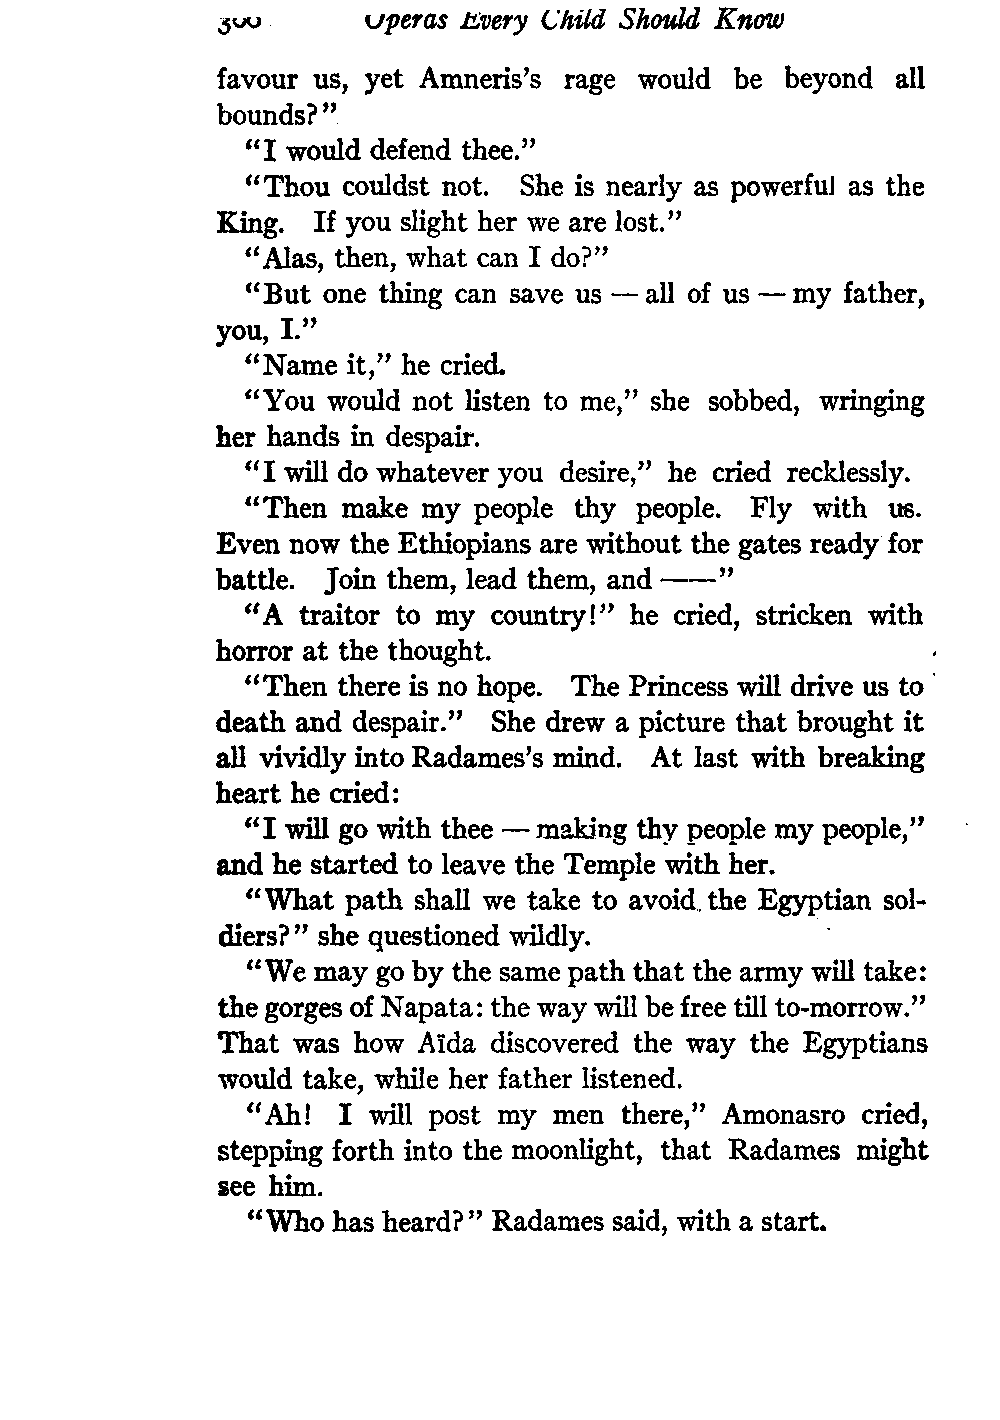 300 Operas Every Child Should Know
favour us, yet Amneris's rage would be beyond all
bounds?"
"I would defend thee."
"Thou couldst not. She is nearly as powerful as the
King. If you slight her we are lost."
"Alas, then, what can I do?"
"But one thing can save us — all of us — my father,
you, I."
"Name it," he cried.
"You would not listen to me," she sobbed, wringing
her hands in despair.
"I will do whatever you desire," he cried recklessly.
"Then make my people thy people. Fly with us.
Even now the Ethiopians are without the gates ready for
battle. Join them, lead them, and ——"
"A traitor to my country!" he cried, stricken with
horror at the thought.
"Then there is no hope. The Princess will drive us to
death and despair." She drew a picture that brought it
all vividly into Radames's mind. At last with breaking
heart he cried:
"I will go with thee — making thy people my people,"
and he started to leave the Temple with her.
"What path shall we take to avoid the Egyptian sol-
diers?" she questioned wildly.
"We may go by the same path that the army will take:
the gorges of Napata: the way will be free till to-morrow."
That was how Aïda discovered the way the Egyptians
would take, while her father listened.
"Ah! I will post my men there," Amonasro cried,
stepping forth into the moonlight, that Radames might
see him.
"Who has heard?" Radames said, with a start.